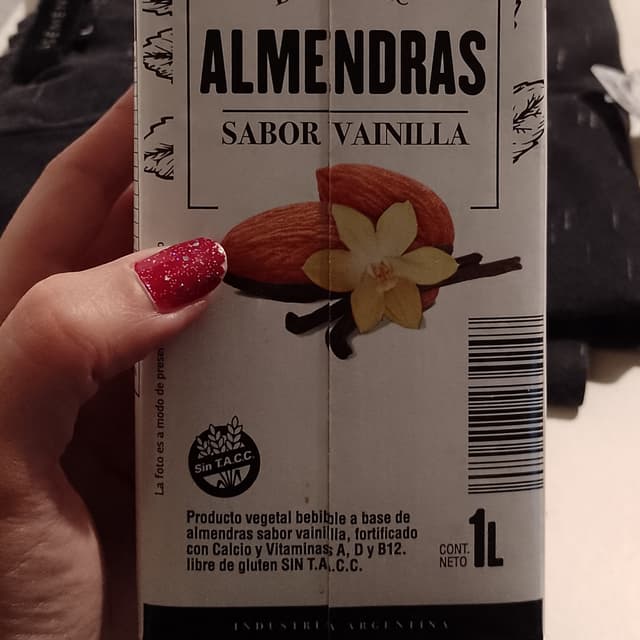 ALMENDRAS
SABOR VAINILLA
La foto es a modo de
Sin T.A.C.C.
Producto vegetal bebible a base de
almendras sabor vainilla, fortificado
con Calcio y Vitaminas A, D y B12.
libre de gluten SIN T.A.C.C.
CONT.
NETO
1L
INDUSTRIA ARGENTINA